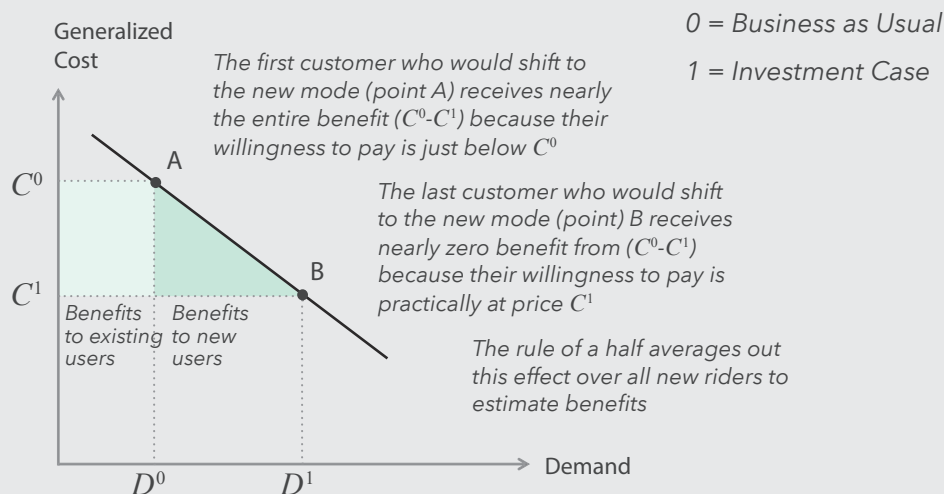 0 = Business as Usual
1 = Investment Case
Generalized
Cost
The first customer who would shift to
the new mode (point A) receives nearly
the entire benefit (C⁰-C¹) because their
willingness to pay is just below C⁰
A
C⁰
The last customer who would shift
to the new mode (point) B receives
nearly zero benefit from (C⁰-C¹)
because their willingness to pay is
practically at price C¹
B
C¹
Benefits
to existing
users
Benefits
to new
users
The rule of a half averages out
this effect over all new riders to
estimate benefits
Demand
D⁰
D¹